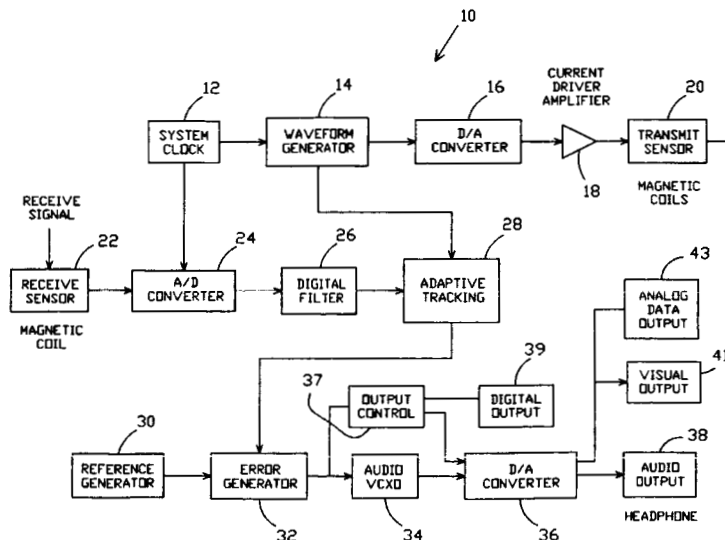 10
CURRENT
DRIVER
AMPLIFIER
12
14
16
20
SYSTEM
CLOCK
WAVEFORM
GENERATOR
D/A
CONVERTER
TRANSMIT
SENSOR
18
MAGNETIC
COILS
RECEIVE
SIGNAL
22
24
26
28
43
RECEIVE
SENSOR
A/D
CONVERTER
DIGITAL
FILTER
ADAPTIVE
TRACKING
ANALOG
DATA
OUTPUT
MAGNETIC
COIL
41
VISUAL
OUTPUT
37
39
OUTPUT
CONTROL
DIGITAL
OUTPUT
30
38
REFERENCE
GENERATOR
ERROR
GENERATOR
AUDIO
VCXO
D/A
CONVERTER
AUDIO
OUTPUT
32
34
36
HEADPHONE